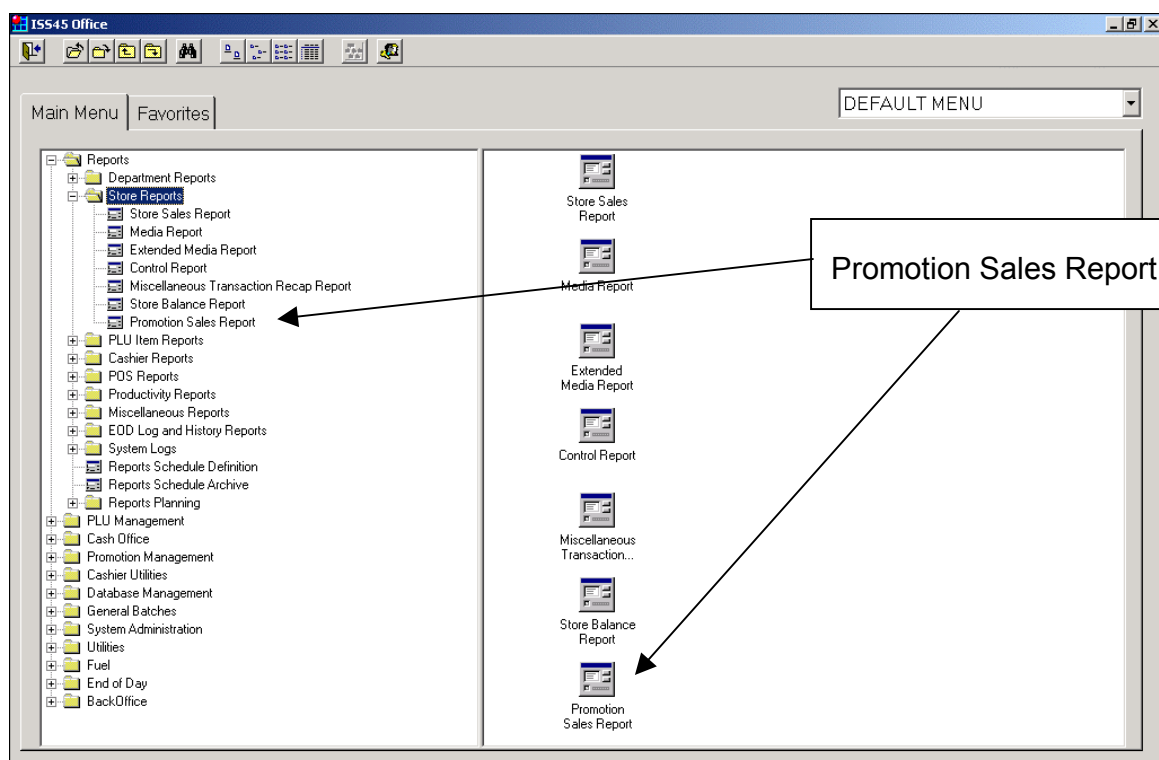 ISS45 Office
DEFAULT MENU
Main Menu
Favorites
Reports
Department Reports
Store Reports
Store Sales Report
Media Report
Extended Media Report
Control Report
Miscellaneous Transaction Recap Report
Store Balance Report
Promotion Sales Report
PLU Item Reports
Cashier Reports
POS Reports
Productivity Reports
Miscellaneous Reports
EOD Log and History Reports
System Logs
Reports Schedule Definition
Reports Schedule Archive
Reports Planning
PLU Management
Cash Office
Promotion Management
Cashier Utilities
Database Management
General Batches
System Administration
Utilities
Fuel
End of Day
BackOffice
Store Sales
Report
Media Report
Extended
Media Report
Control Report
Miscellaneous
Transaction...
Store Balance
Report
Promotion
Sales Report
Promotion Sales Report